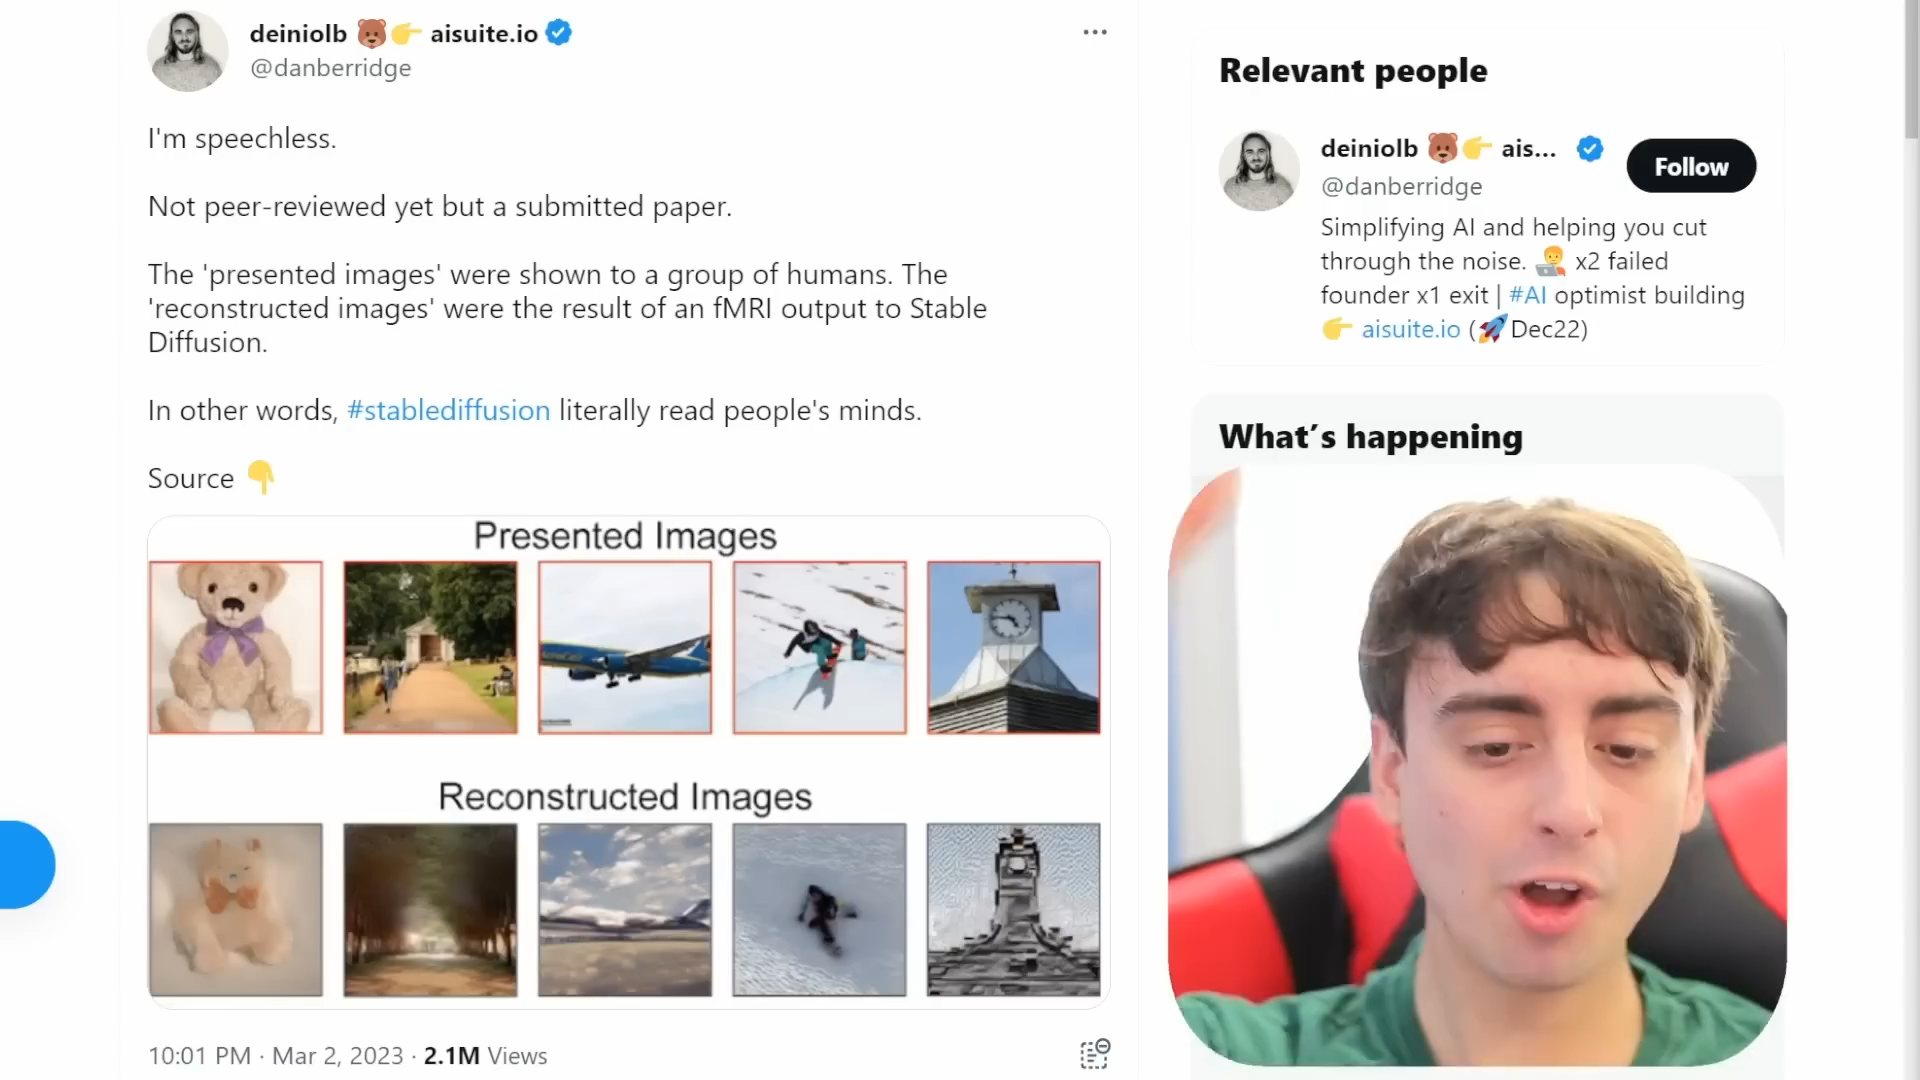 deiniolb 🐻👉 aisuite.io
@danberridge
I'm speechless.
Not peer-reviewed yet but a submitted paper.
The 'presented images' were shown to a group of humans. The
'reconstructed images' were the result of an fMRI output to Stable
Diffusion.
In other words, #stablediffusion literally read people's minds.
Source 👇
Presented Images
Reconstructed Images
10:01 PM · Mar 2, 2023 · 2.1M Views
Relevant people
deiniolb 🐻👉 ais...
@danberridge
Follow
Simplifying AI and helping you cut
through the noise. 🧑‍💻 x2 failed
founder x1 exit | #AI optimist building
👉 aisuite.io (🚀Dec22)
What's happening